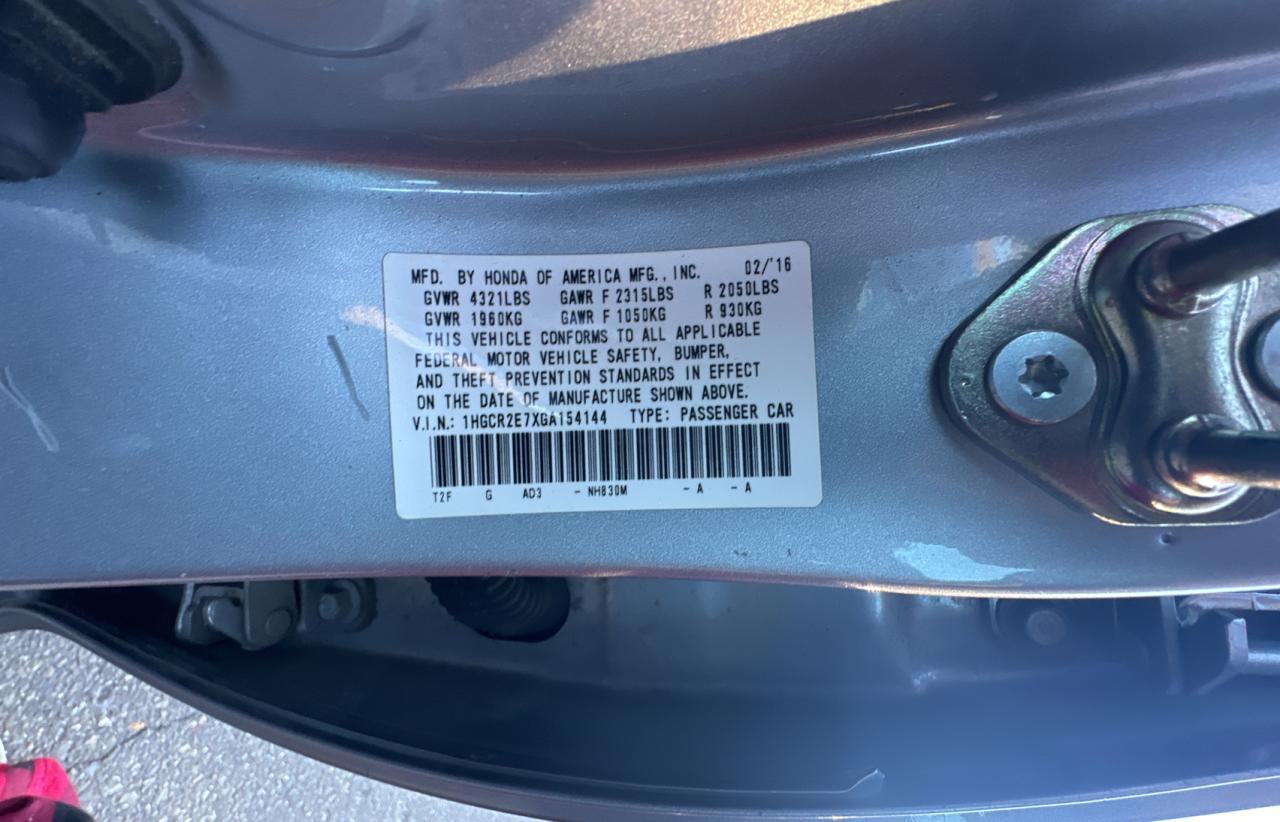 MFD. BY HONDA OF AMERICA MFG., INC. 02/'16
GVWR 4321LBS GAWR F 2315LBS R 2050LBS
GVWR 1960KG GAWR F 1050KG R 930KG
THIS VEHICLE CONFORMS TO ALL APPLICABLE
FEDERAL MOTOR VEHICLE SAFETY, BUMPER,
AND THEFT PREVENTION STANDARDS IN EFFECT
ON THE DATE OF MANUFACTURE SHOWN ABOVE.
V.I.N.: 1HGCR2E7XGA154144 TYPE: PASSENGER CAR
T2F G AD3 - NH830M - A - A